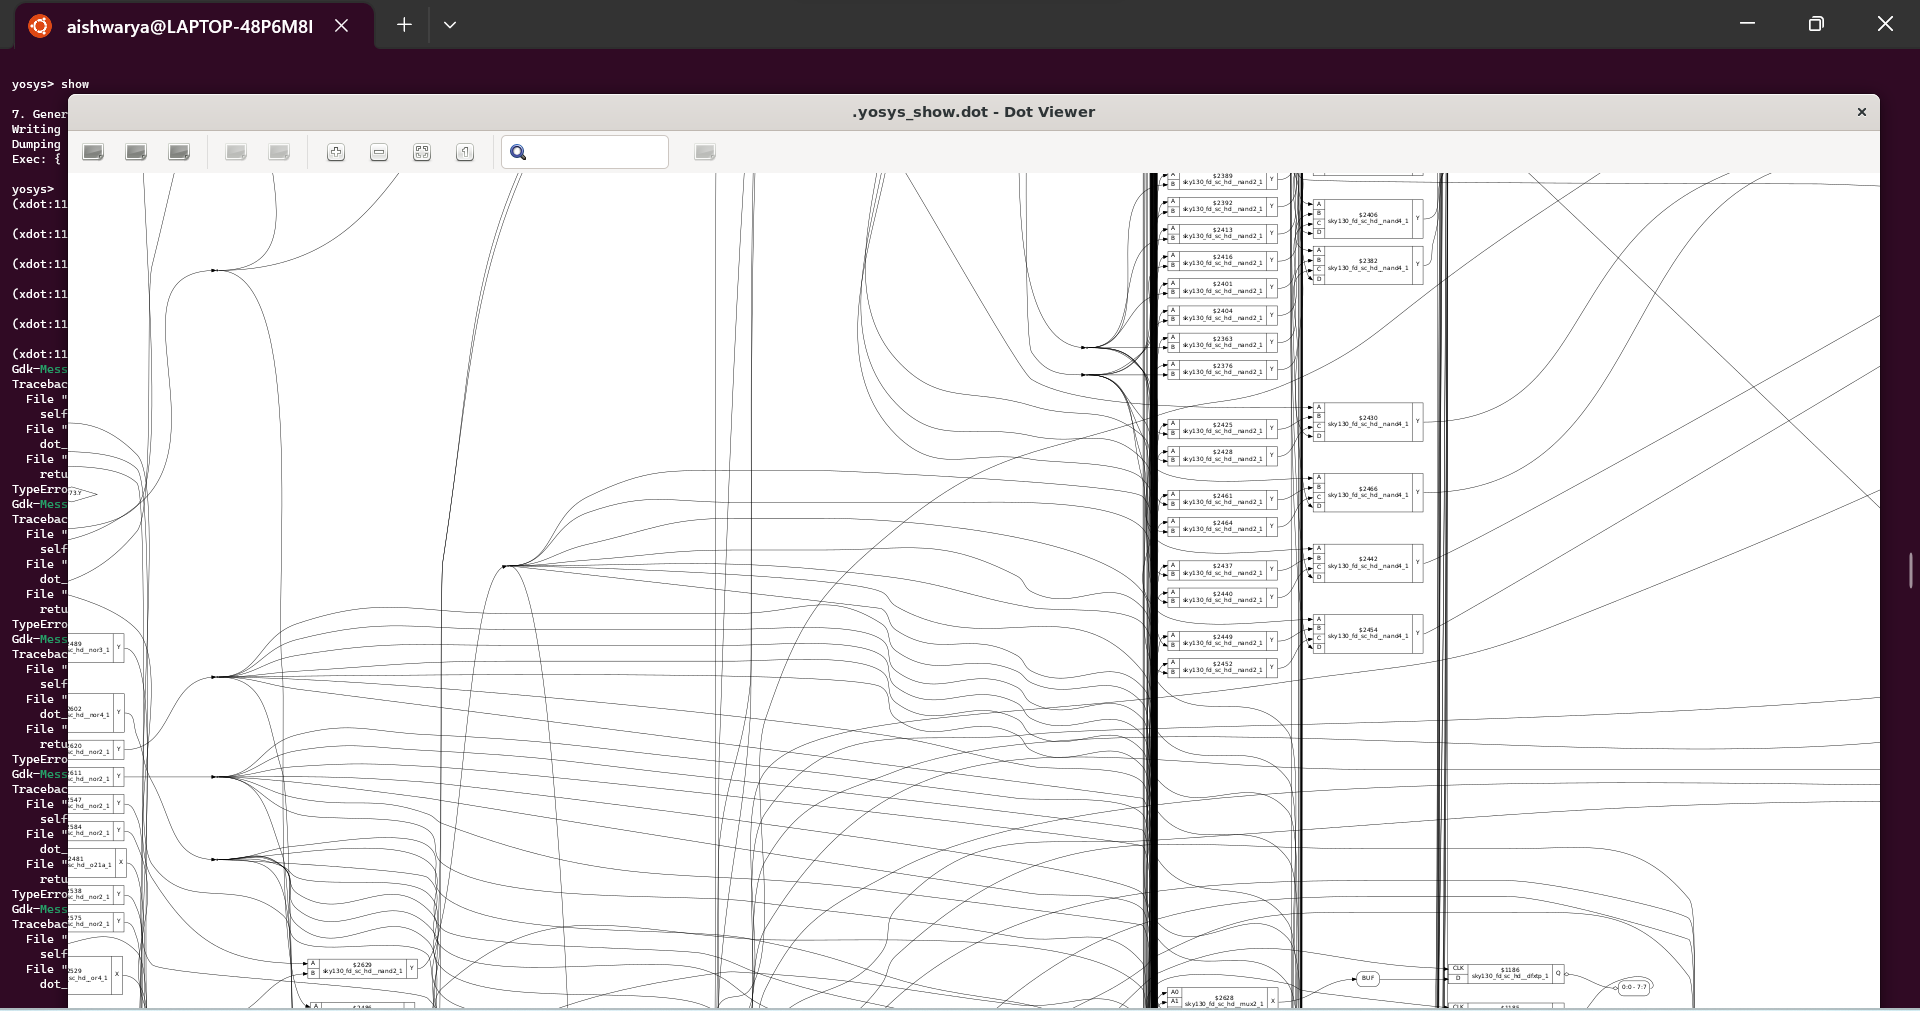 aishwarya@LAPTOP-48P6M8I
yosys> show
7. Gener
Writing
Dumping
Exec: {
yosys>
(xdot:11
(xdot:11
(xdot:11
(xdot:11
(xdot:11
(xdot:11
Gdk-Mess
Tracebac
File "
self
File "
dot_
File "
retu
TypeErro
Gdk-Mess
Tracebac
File "
self
File "
dot_
File "
retu
TypeErro
Gdk-Mess
Tracebac
File "
self
File "
dot_
File "
retu
TypeErro
Gdk-Mess
Tracebac
File "
self
File "
dot_
File "
retu
TypeErro
Gdk-Mess
Tracebac
File "
self
File "
dot_
.yosys_show.dot - Dot Viewer
73.Y
489
sc_hd__nor3_1 Y
2602
sc_hd__nor4_1 Y
620
sc_hd__nor2_1 Y
611
sc_hd__nor2_1 Y
547
sc_hd__nor2_1 Y
584
sc_hd__nor2_1 Y
2481
sc_hd__o21a_1 X
538
sc_hd__nor2_1 Y
575
sc_hd__nor2_1 Y
2529
sc_hd__or4_1 X
A B $2629 sky130_fd_sc_hd__nand2_1 Y
A B $2389 sky130_fd_sc_hd__nand2_1 Y
A B $2392 sky130_fd_sc_hd__nand2_1 Y
A B $2413 sky130_fd_sc_hd__nand2_1 Y
A B $2416 sky130_fd_sc_hd__nand2_1 Y
A B $2401 sky130_fd_sc_hd__nand2_1 Y
A B $2404 sky130_fd_sc_hd__nand2_1 Y
A B $2363 sky130_fd_sc_hd__nand2_1 Y
A B $2376 sky130_fd_sc_hd__nand2_1 Y
A B $2425 sky130_fd_sc_hd__nand2_1 Y
A B $2428 sky130_fd_sc_hd__nand2_1 Y
A B $2461 sky130_fd_sc_hd__nand2_1 Y
A B $2464 sky130_fd_sc_hd__nand2_1 Y
A B $2437 sky130_fd_sc_hd__nand2_1 Y
A B $2440 sky130_fd_sc_hd__nand2_1 Y
A B $2449 sky130_fd_sc_hd__nand2_1 Y
A B $2452 sky130_fd_sc_hd__nand2_1 Y
A0 A1 $2628 sky130_fd_sc_hd__mux2_1 X
A B C D $2406 sky130_fd_sc_hd__nand4_1 Y
A B C D $2382 sky130_fd_sc_hd__nand4_1 Y
A B C D $2430 sky130_fd_sc_hd__nand4_1 Y
A B C D $2466 sky130_fd_sc_hd__nand4_1 Y
A B C D $2442 sky130_fd_sc_hd__nand4_1 Y
A B C D $2454 sky130_fd_sc_hd__nand4_1 Y
BUF
CLK D $1186 sky130_fd_sc_hd__dfxtp_1 Q
0:0 - 7:7